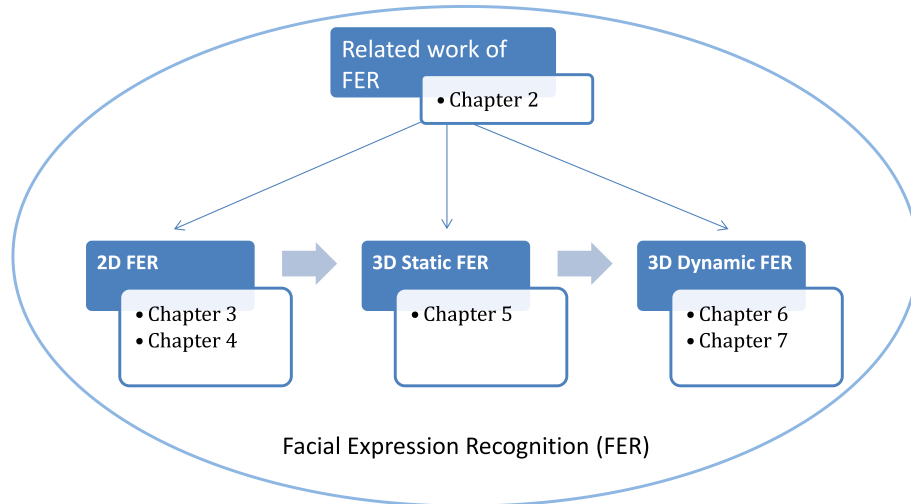 Related work of
FER
• Chapter 2
2D FER
• Chapter 3
• Chapter 4
3D Static FER
• Chapter 5
3D Dynamic FER
• Chapter 6
• Chapter 7
Facial Expression Recognition (FER)